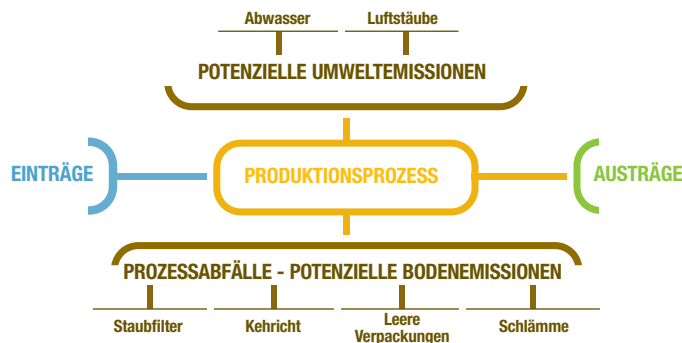 Abwasser
Luftstäube
POTENZIELLE UMWELTEMISSIONEN
EINTRÄGE
PRODUKTIONSPROZESS
AUSTRÄGE
PROZESSABFÄLLE - POTENZIELLE BODENEMISSIONEN
Staubfilter
Kehricht
Leere
Verpackungen
Schlämme